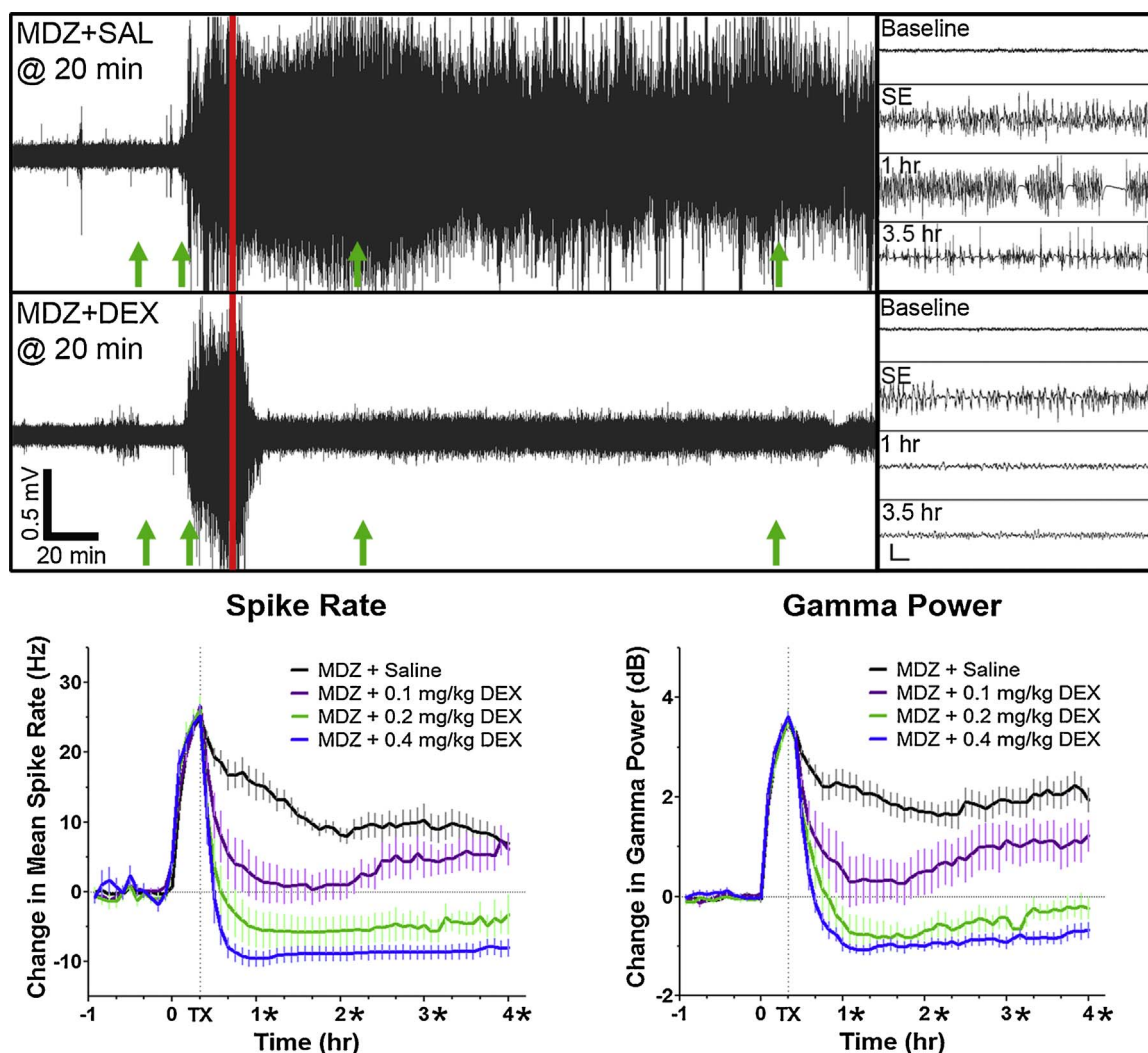 MDZ+SAL
@ 20 min
Baseline
SE
1 hr
3.5 hr
MDZ+DEX
@ 20 min
0.5 mV
20 min
Baseline
SE
1 hr
3.5 hr
Spike Rate
Change in Mean Spike Rate (Hz)
30
20
10
0
-10
MDZ + Saline
MDZ + 0.1 mg/kg DEX
MDZ + 0.2 mg/kg DEX
MDZ + 0.4 mg/kg DEX
-1 0 TX 1* 2* 3* 4*
Time (hr)
Gamma Power
Change in Gamma Power (dB)
4
2
0
-2
MDZ + Saline
MDZ + 0.1 mg/kg DEX
MDZ + 0.2 mg/kg DEX
MDZ + 0.4 mg/kg DEX
-1 0 TX 1* 2* 3* 4*
Time (hr)